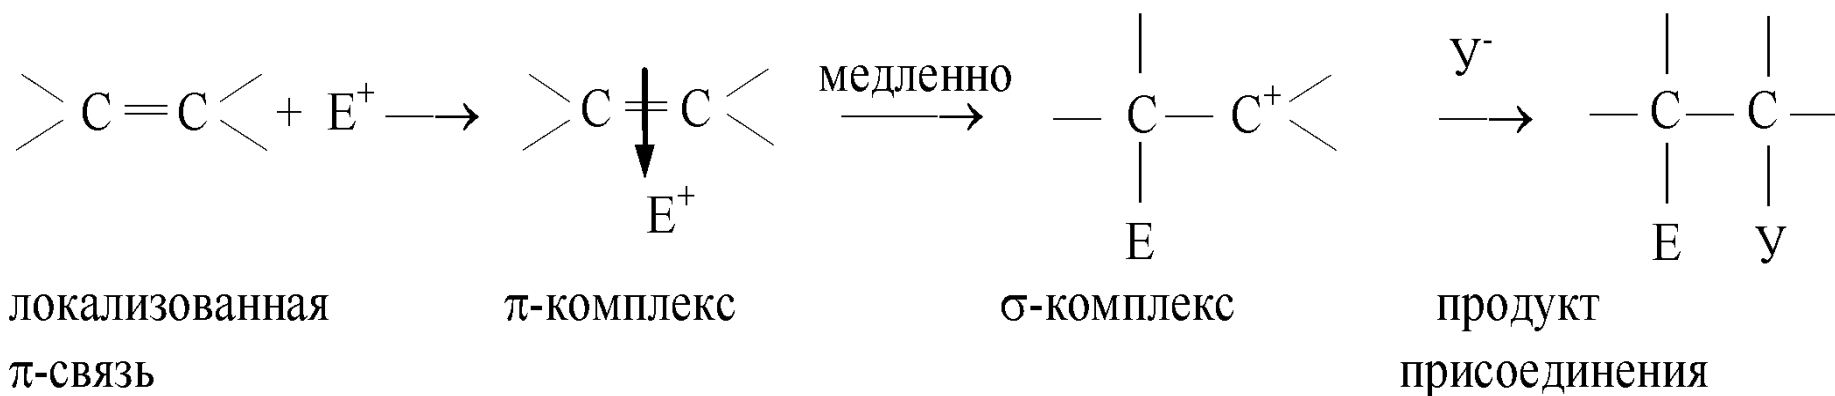 C=C + E⁺ → C=C → C—C⁺ → C—C
медленно
У⁻
E⁺
E
E У
локализованная π-комплекс σ-комплекс продукт
π-связь присоединения